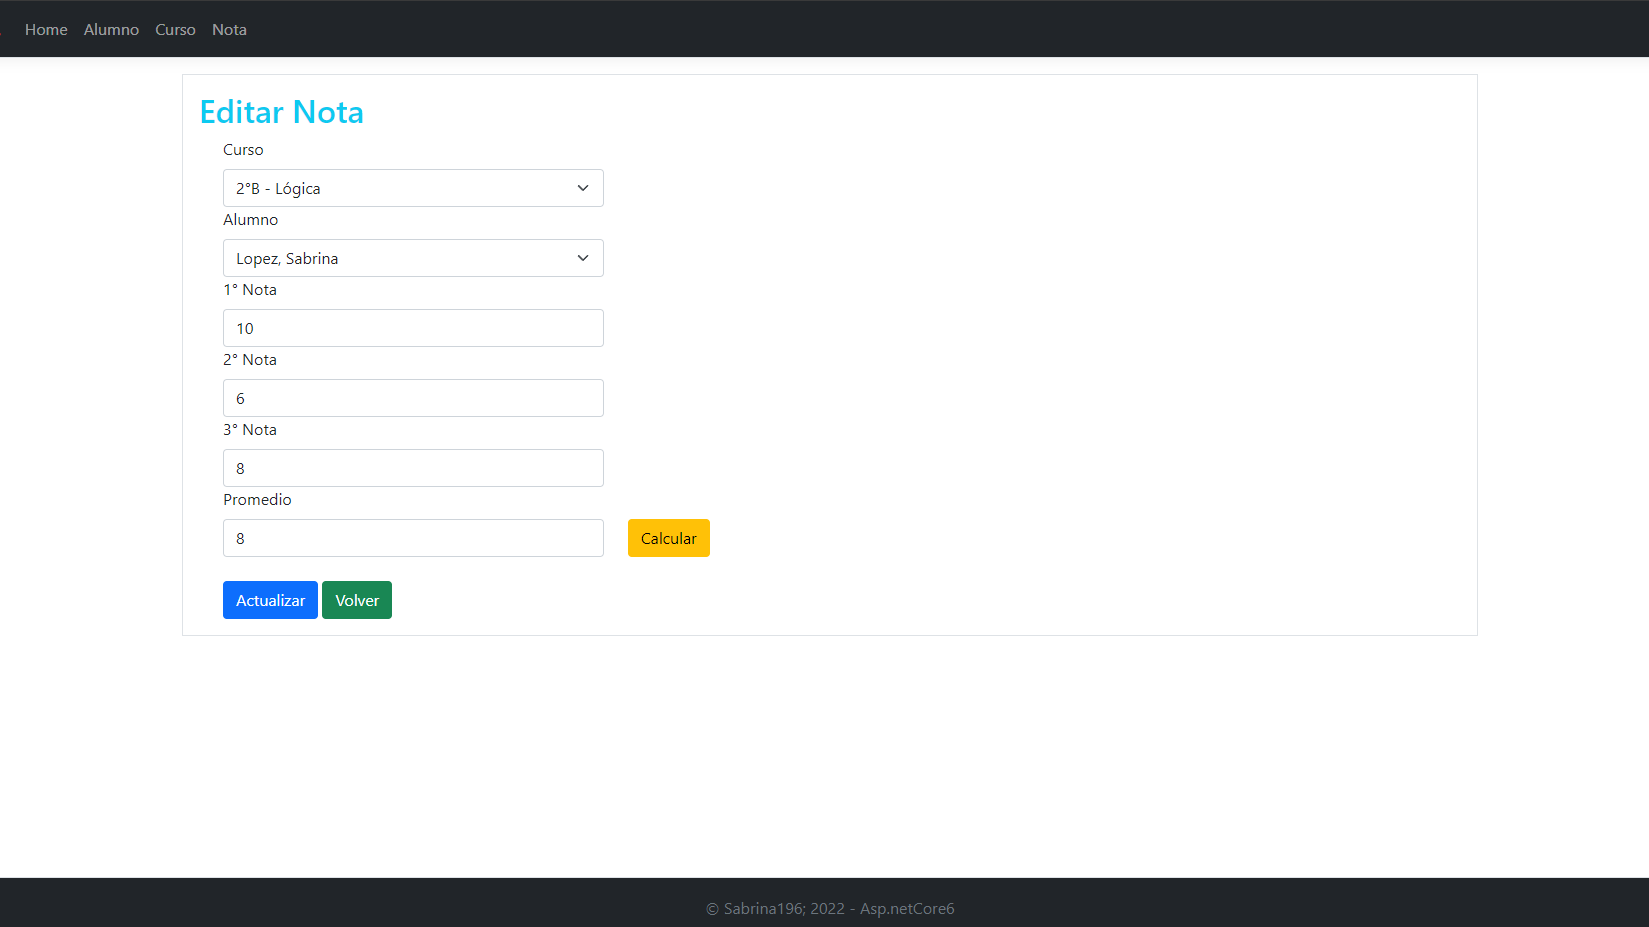 Home Alumno Curso Nota
Editar Nota
Curso
2°B - Lógica
Alumno
Lopez, Sabrina
1° Nota
10
2° Nota
6
3° Nota
8
Promedio
8 Calcular
Actualizar Volver
© Sabrina196; 2022 - Asp.netCore6